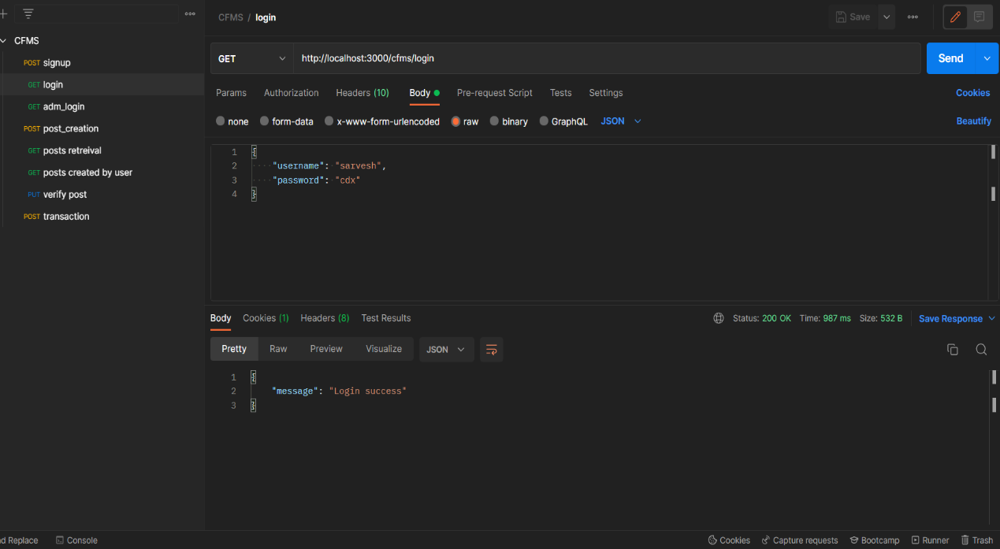 CFMS / login
Save
CFMS
POST signup
GET login
GET adm_login
POST post_creation
GET posts retreival
GET posts created by user
PUT verify post
POST transaction
GET http://localhost:3000/cfms/login Send
Params Authorization Headers (10) Body Pre-request Script Tests Settings Cookies
none form-data x-www-form-urlencoded raw binary GraphQL JSON Beautify
1 {
2 "username": "sarvesh",
3 "password": "cdx"
4 }
Body Cookies (1) Headers (8) Test Results Status: 200 OK Time: 987 ms Size: 532 B Save Response
Pretty Raw Preview Visualize JSON
1 {
2 "message": "Login success"
3 }
d Replace Console Cookies Capture requests Bootcamp Runner Trash